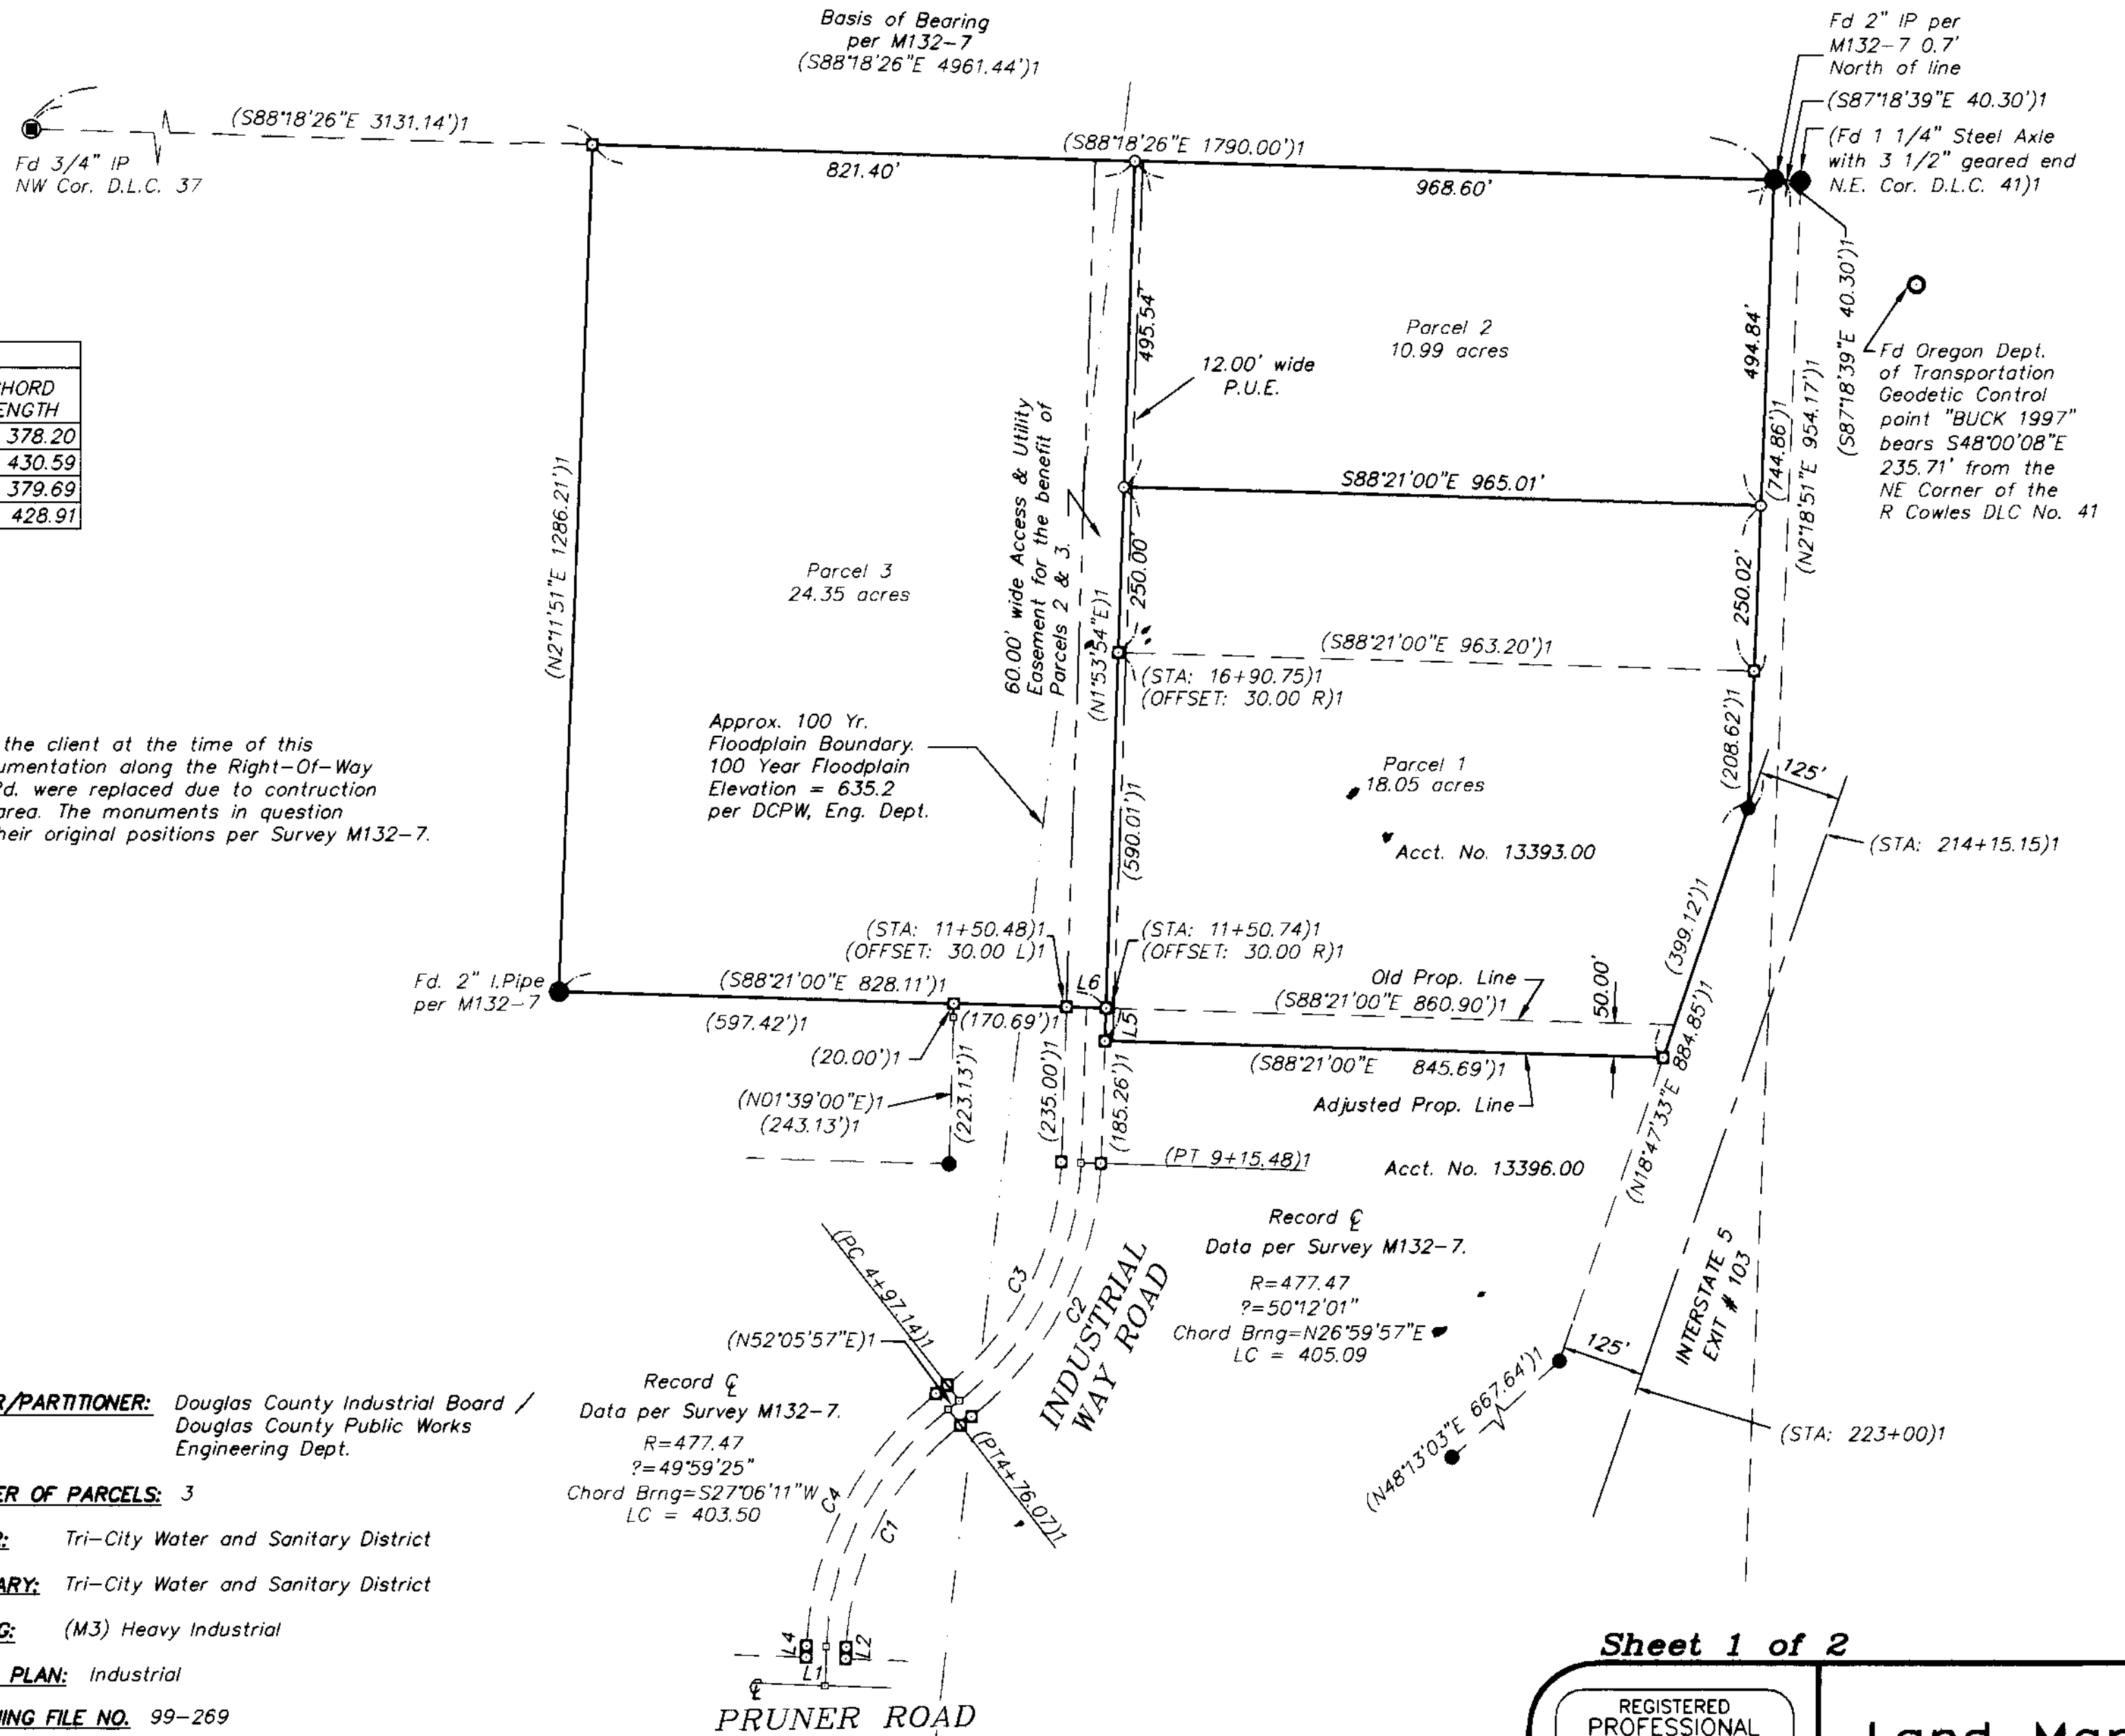 Basis of Bearing
per M132-7
(S88°18'26"E 4961.44')1
Fd 2" IP per
M132-7 0.7'
North of line
(S87°18'39"E 40.30')1
(Fd 1 1/4" Steel Axle
with 3 1/2" geared end
N.E. Cor. D.L.C. 41)1
(S88°18'26"E 3131.14')1
Fd 3/4" IP
NW Cor. D.L.C. 37
(S88°18'26"E 1790.00')1
821.40'
968.60'
(S87°18'39"E 40.30')1
Fd Oregon Dept.
of Transportation
Geodetic Control
point "BUCK 1997"
bears S48°00'08"E
235.71' from the
NE Corner of the
R Cowles DLC No. 41
HORD
ENGTH
378.20
430.59
379.69
428.91
495.54'
494.84'
Parcel 2
10.99 acres
12.00' wide
P.U.E.
(744.86')1
(N2°18'51"E 954.17')1
S88°21'00"E 965.01'
60.00' wide Access & Utility
Easement for the benefit of
Parcels 2 & 3.
(N2°11'51"E 1286.21')1
Parcel 3
24.35 acres
250.00'
250.02'
(N1°53'54"E)1
(S88°21'00"E 963.20')1
(STA: 16+90.75)1
(OFFSET: 30.00 R)1
(208.62')1
Approx. 100 Yr.
Floodplain Boundary.
100 Year Floodplain
Elevation = 635.2
per DCPW, Eng. Dept.
the client at the time of this
umentation along the Right-Of-Way
Rd. were replaced due to contruction
area. The monuments in question
heir original positions per Survey M132-7.
Parcel 1
18.05 acres
125'
(STA: 214+15.15)1
Acct. No. 13393.00
(590.01')1
(399.12')1
(STA: 11+50.48)1
(OFFSET: 30.00 L)1
(STA: 11+50.74)1
(OFFSET: 30.00 R)1
Fd. 2" I.Pipe
per M132-7
(S88°21'00"E 828.11')1
L6
Old Prop. Line
(S88°21'00"E 860.90')1
50.00'
(597.42')1
(170.69')1
L5
(20.00')1
(S88°21'00"E 845.69')1
Adjusted Prop. Line
(N01°39'00"E)1
(243.13')1
(223.13')1
(235.00')1
(185.26')1
(N18°47'33"E 884.85')1
(PT 9+15.48)1
Acct. No. 13396.00
Record ℄
Data per Survey M132-7.
R=477.47
?=50°12'01"
Chord Brng=N26°59'57"E
LC = 405.09
(PC 4+97.14)1
C3
C2
INDUSTRIAL
WAY ROAD
INTERSTATE 5
EXIT # 103
125'
(N52°05'57"E)1
Record ℄
Data per Survey M132-7.
R=477.47
?=49°59'25"
Chord Brng=S27°06'11"W
LC = 403.50
(N48°13'03"E 667.64')1
(STA: 223+00)1
(PT4+76.07)1
C4
C1
R/PARTITIONER: Douglas County Industrial Board /
Douglas County Public Works
Engineering Dept.
ER OF PARCELS: 3
R: Tri-City Water and Sanitary District
ARY: Tri-City Water and Sanitary District
G: (M3) Heavy Industrial
PLAN: Industrial
NING FILE NO. 99-269
L4
L2
L1
℄
PRUNER ROAD
Sheet 1 of 2
REGISTERED
PROFESSIONAL
Land Mar